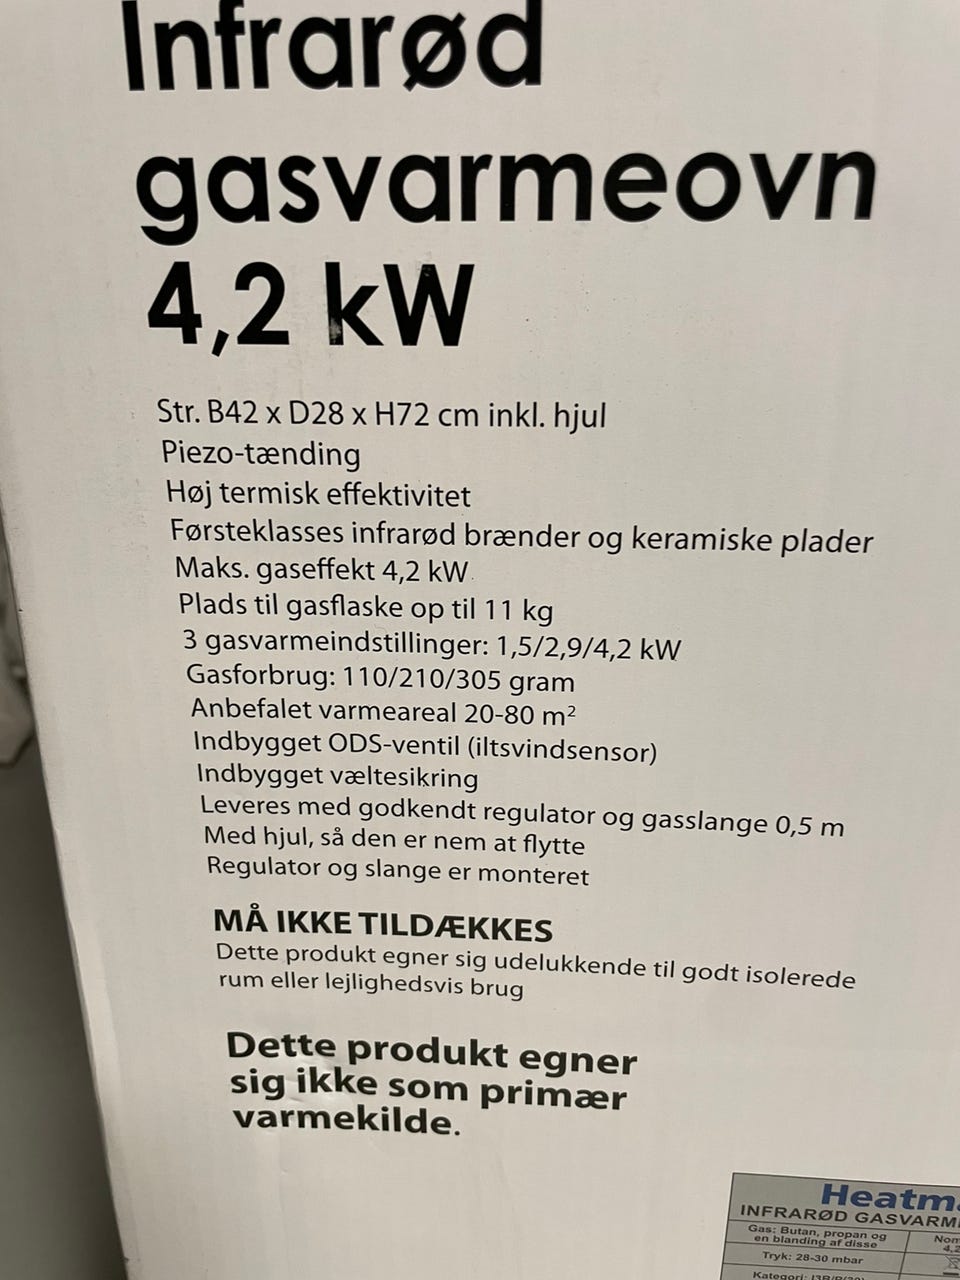 Infrarød
gasvarmeovn
4,2 kW
Str. B42 x D28 x H72 cm inkl. hjul
Piezo-tænding
Høj termisk effektivitet
Førsteklasses infrarød brænder og keramiske plader
Maks. gaseffekt 4,2 kW
Plads til gasflaske op til 11 kg
3 gasvarmeindstillinger: 1,5/2,9/4,2 kW
Gasforbrug: 110/210/305 gram
Anbefalet varmeareal 20-80 m²
Indbygget ODS-ventil (iltsvindsensor)
Indbygget væltesikring
Leveres med godkendt regulator og gasslange 0,5 m
Med hjul, så den er nem at flytte
Regulator og slange er monteret
MÅ IKKE TILDÆKKES
Dette produkt egner sig udelukkende til godt isolerede
rum eller lejlighedsvis brug
Dette produkt egner
sig ikke som primær
varmekilde.
INFRARØD
Gas: Butan, propan og
en blanding af disse
Tryk: 28-30 mbar
Kategori: